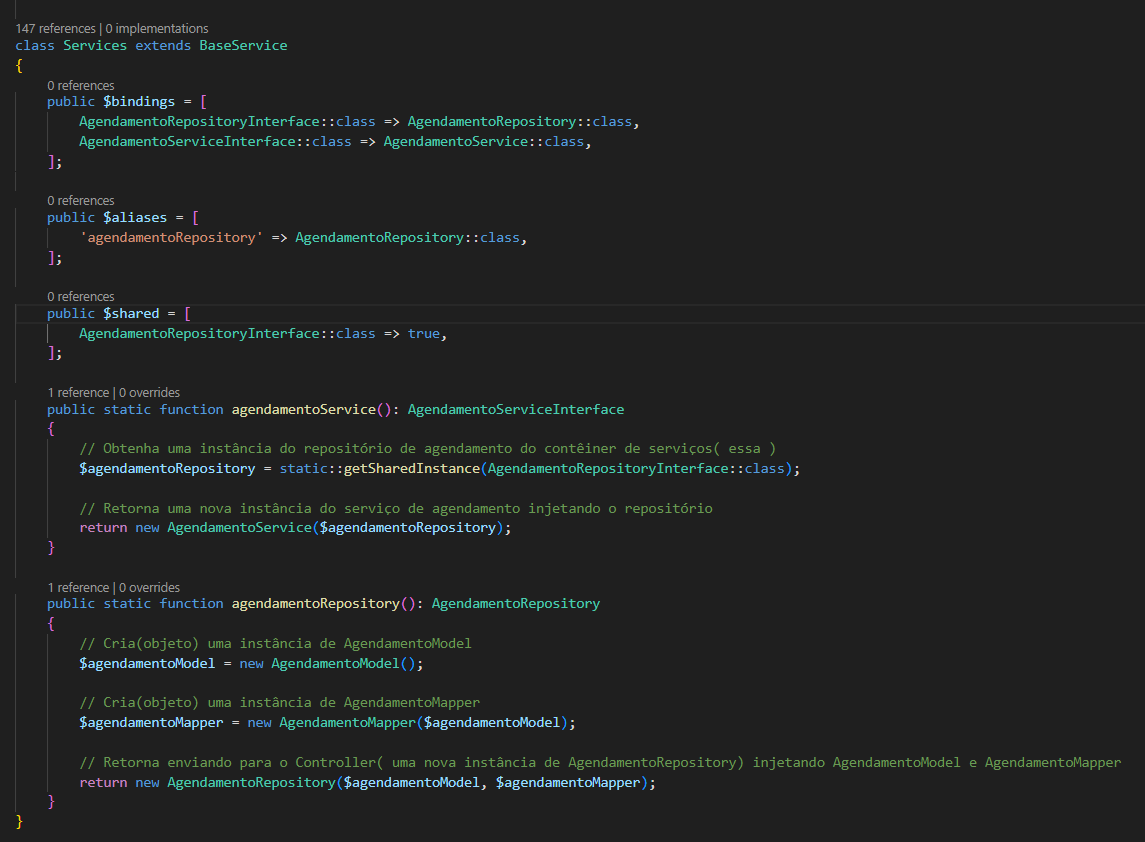 147 references | 0 implementations
class Services extends BaseService
{
0 references
public $bindings = [
AgendamentoRepositoryInterface::class => AgendamentoRepository::class,
AgendamentoServiceInterface::class => AgendamentoService::class,
];
0 references
public $aliases = [
'agendamentoRepository' => AgendamentoRepository::class,
];
0 references
public $shared = [
AgendamentoRepositoryInterface::class => true,
];
1 reference | 0 overrides
public static function agendamentoService(): AgendamentoServiceInterface
{
// Obtenha uma instância do repositório de agendamento do contêiner de serviços( essa )
$agendamentoRepository = static::getSharedInstance(AgendamentoRepositoryInterface::class);
// Retorna uma nova instância do serviço de agendamento injetando o repositório
return new AgendamentoService($agendamentoRepository);
}
1 reference | 0 overrides
public static function agendamentoRepository(): AgendamentoRepository
{
// Cria(objeto) uma instância de AgendamentoModel
$agendamentoModel = new AgendamentoModel();
// Cria(objeto) uma instância de AgendamentoMapper
$agendamentoMapper = new AgendamentoMapper($agendamentoModel);
// Retorna enviando para o Controller( uma nova instância de AgendamentoRepository) injetando AgendamentoModel e AgendamentoMapper
return new AgendamentoRepository($agendamentoModel, $agendamentoMapper);
}
}